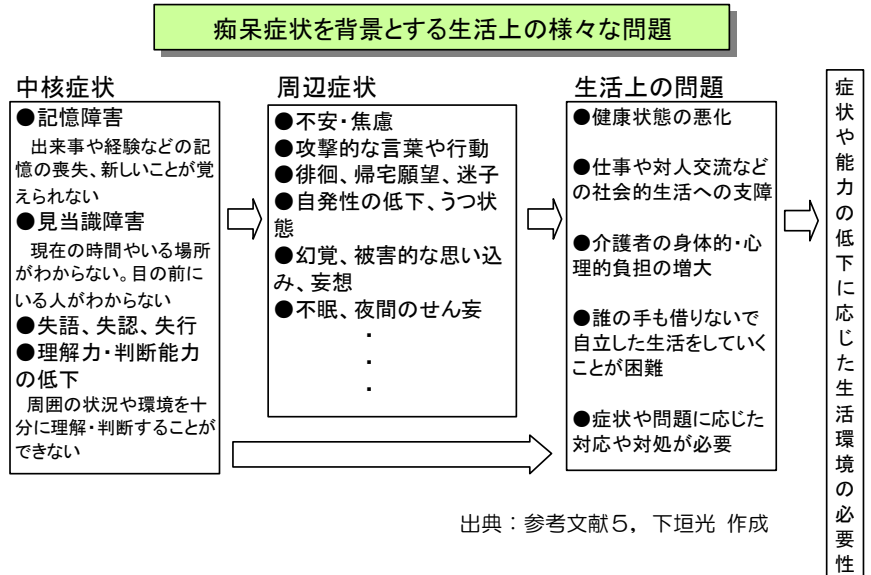 痴呆症状を背景とする生活上の様々な問題
中核症状
●記憶障害
出来事や経験などの記
憶の喪失、新しいことが覚
えられない
●見当識障害
現在の時間やいる場所
がわからない。目の前に
いる人がわからない
●失語、失認、失行
●理解力・判断能力
の低下
周囲の状況や環境を十
分に理解・判断することが
できない
周辺症状
●不安・焦慮
●攻撃的な言葉や行動
●徘徊、帰宅願望、迷子
●自発性の低下、うつ状
態
●幻覚、被害的な思い込
み、妄想
●不眠、夜間のせん妄
・
・
・
生活上の問題
●健康状態の悪化
●仕事や対人交流など
の社会的生活への支障
●介護者の身体的・心
理的負担の増大
●誰の手も借りないで
自立した生活をしていく
ことが困難
●症状や問題に応じた
対応や対処が必要
症状や能力の低下に応じた生活環境の必要性
出典：参考文献５，下垣光 作成